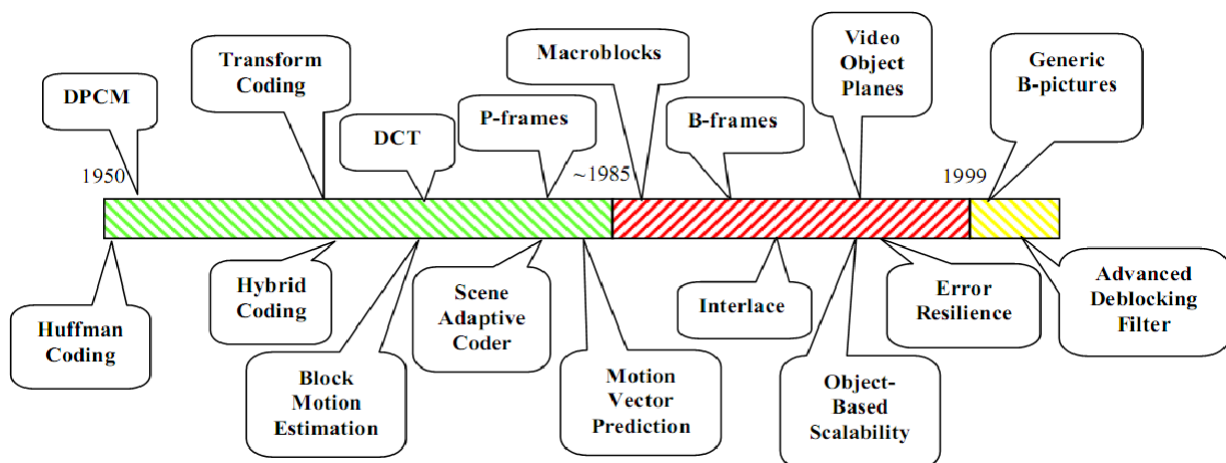 DPCM
Transform
Coding
DCT
P-frames
Macroblocks
B-frames
Video
Object
Planes
Generic
B-pictures
1950
~1985
1999
Huffman
Coding
Hybrid
Coding
Block
Motion
Estimation
Scene
Adaptive
Coder
Motion
Vector
Prediction
Interlace
Object-
Based
Scalability
Error
Resilience
Advanced
Deblocking
Filter